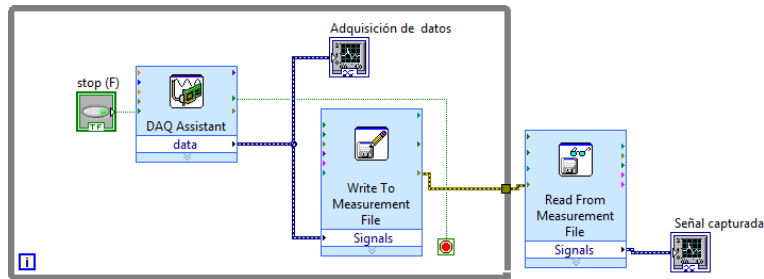 Adquisición de datos
stop (F)
TF
DAQ Assistant
data
Write To
Measurement
File
Signals
i
Read From
Measurement
File
Signals
Señal capturada